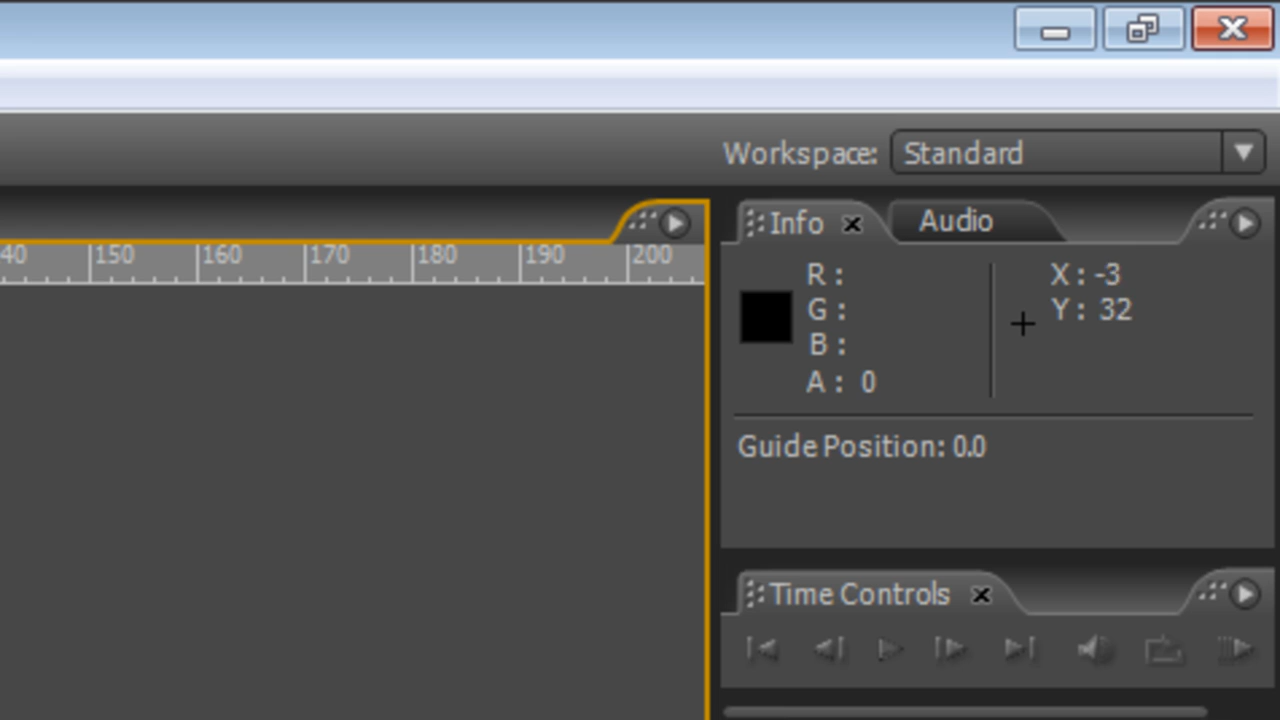 Workspace: Standard
Info
Audio
40 150 160 170 180 190 200
R :
G :
B :
A : 0
X : -3
Y : 32
Guide Position: 0.0
Time Controls